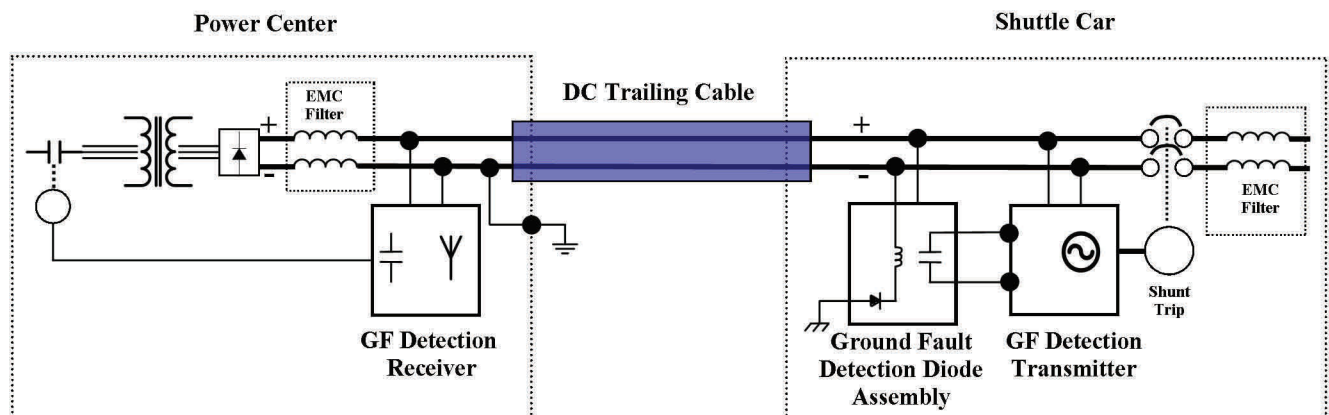 Power Center
Shuttle Car
EMC
Filter
DC Trailing Cable
+
-
+
-
EMC
Filter
GF Detection
Receiver
Ground Fault
Detection Diode
Assembly
GF Detection
Transmitter
Shunt
Trip